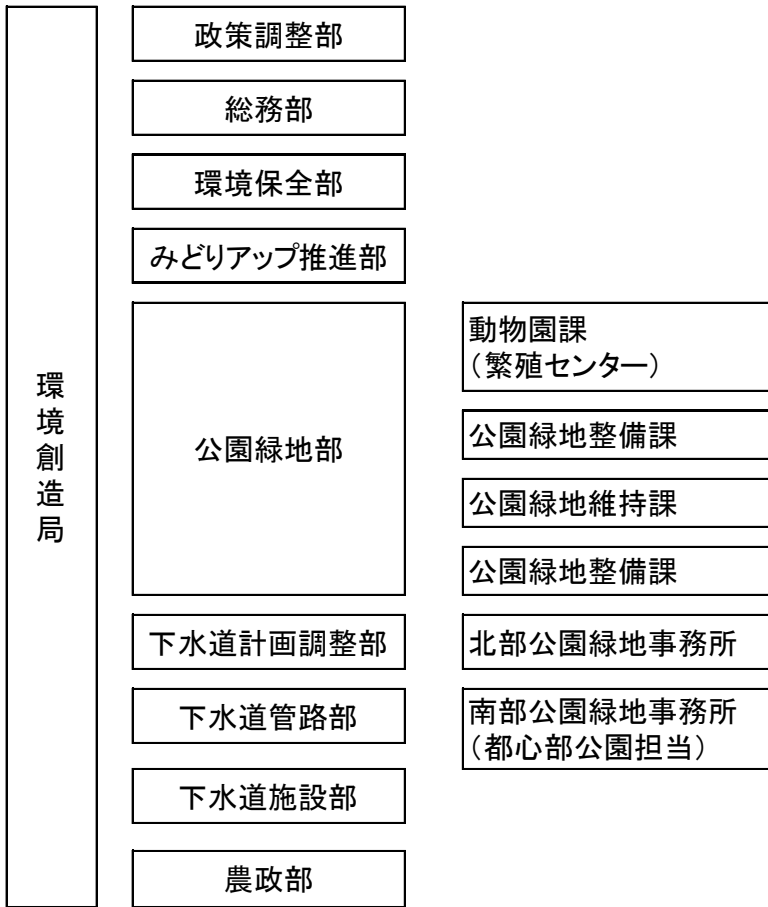 環境創造局
政策調整部
総務部
環境保全部
みどりアップ推進部
公園緑地部
動物園課
（繁殖センター）
公園緑地整備課
公園緑地維持課
公園緑地整備課
下水道計画調整部
北部公園緑地事務所
下水道管路部
南部公園緑地事務所
（都心部公園担当）
下水道施設部
農政部